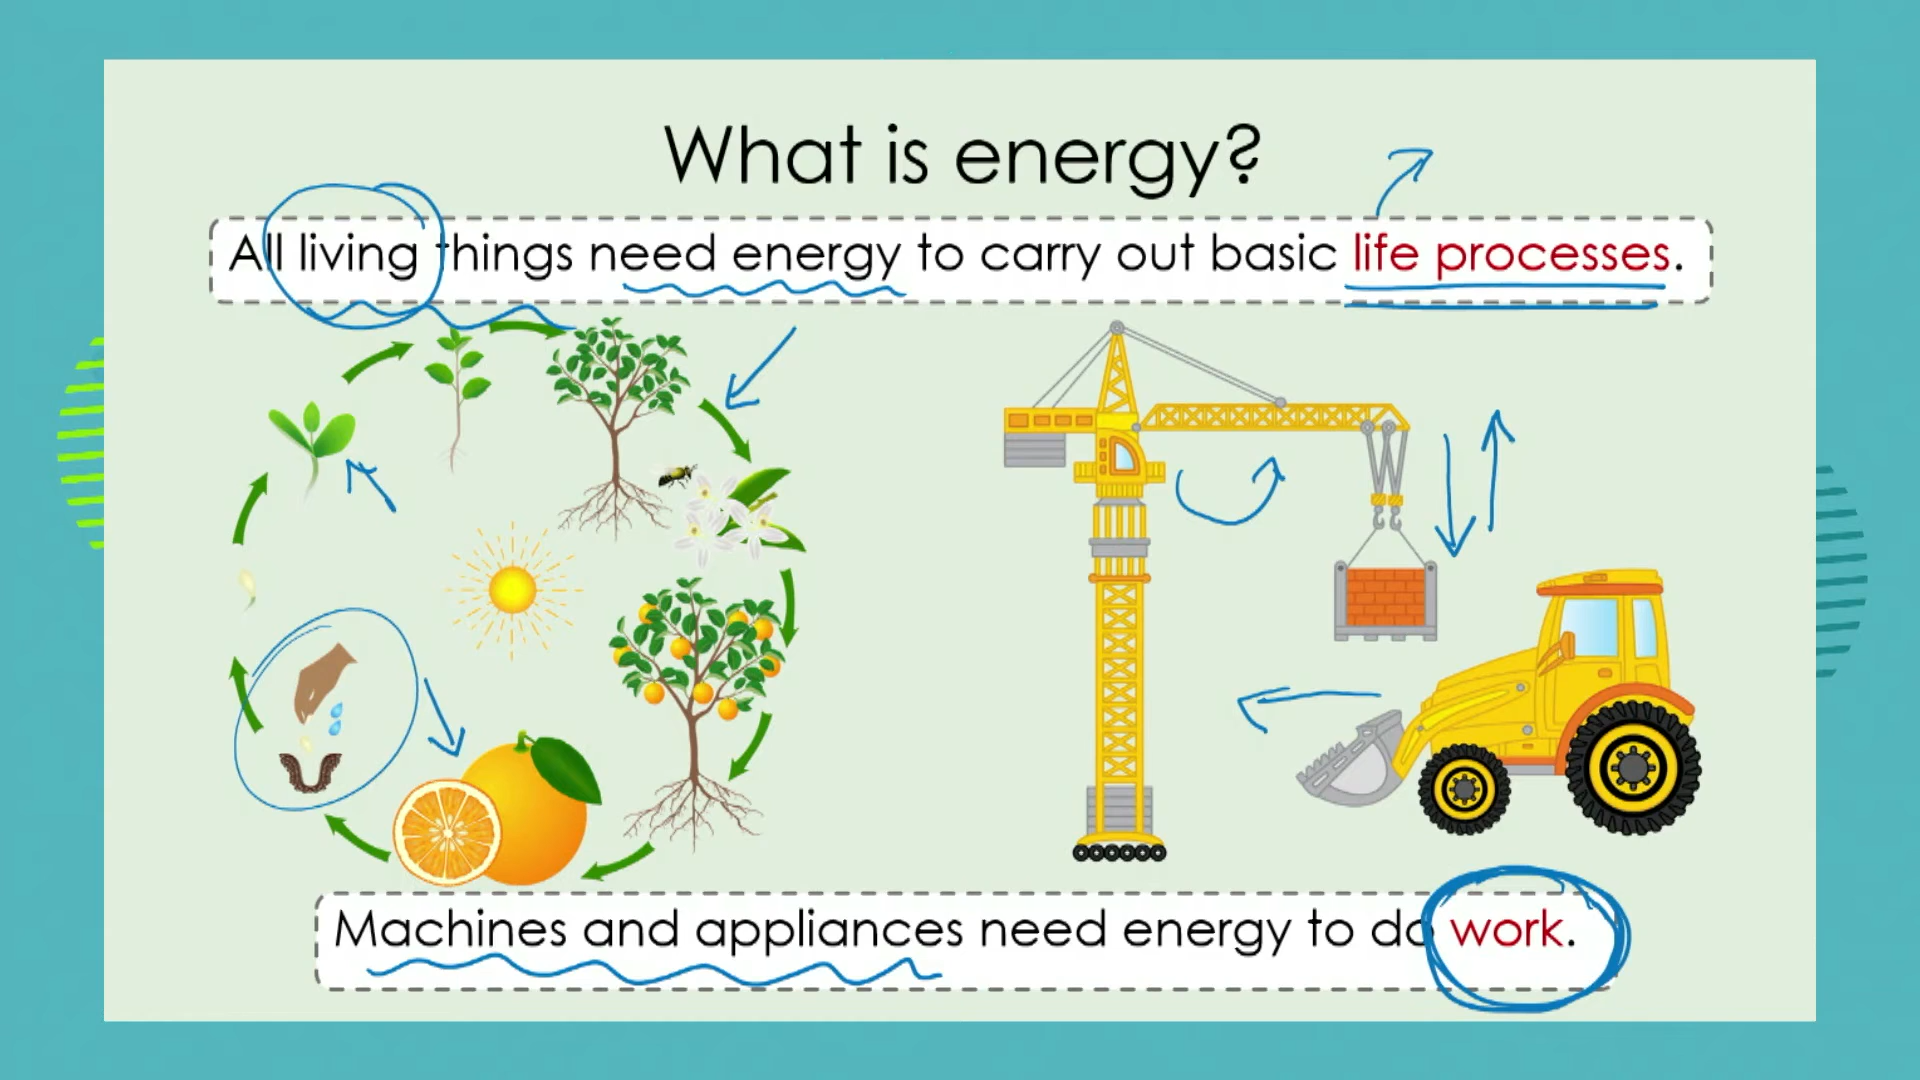 What is energy?
All living things need energy to carry out basic life processes.
Machines and appliances need energy to do work.